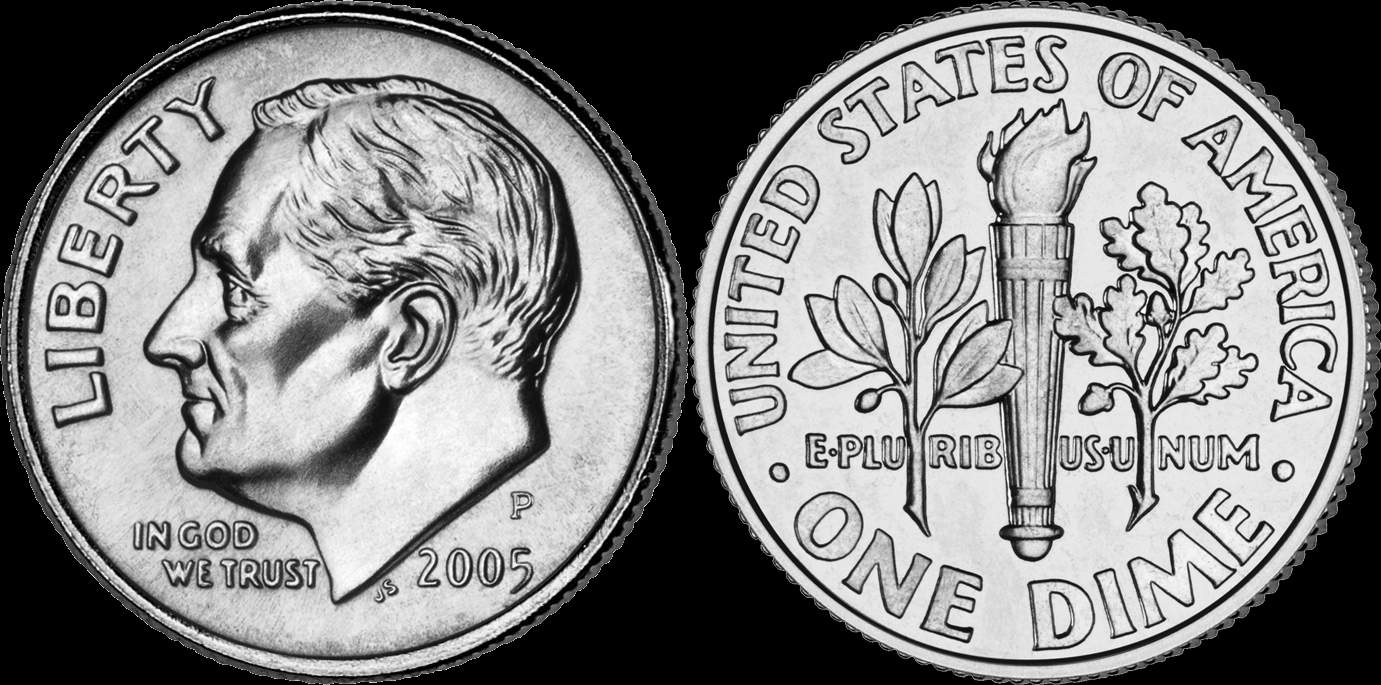 LIBERTY
IN GOD
WE TRUST
JS
2005
P
UNITED STATES OF AMERICA
E·PLURIBUS·UNUM
ONE DIME